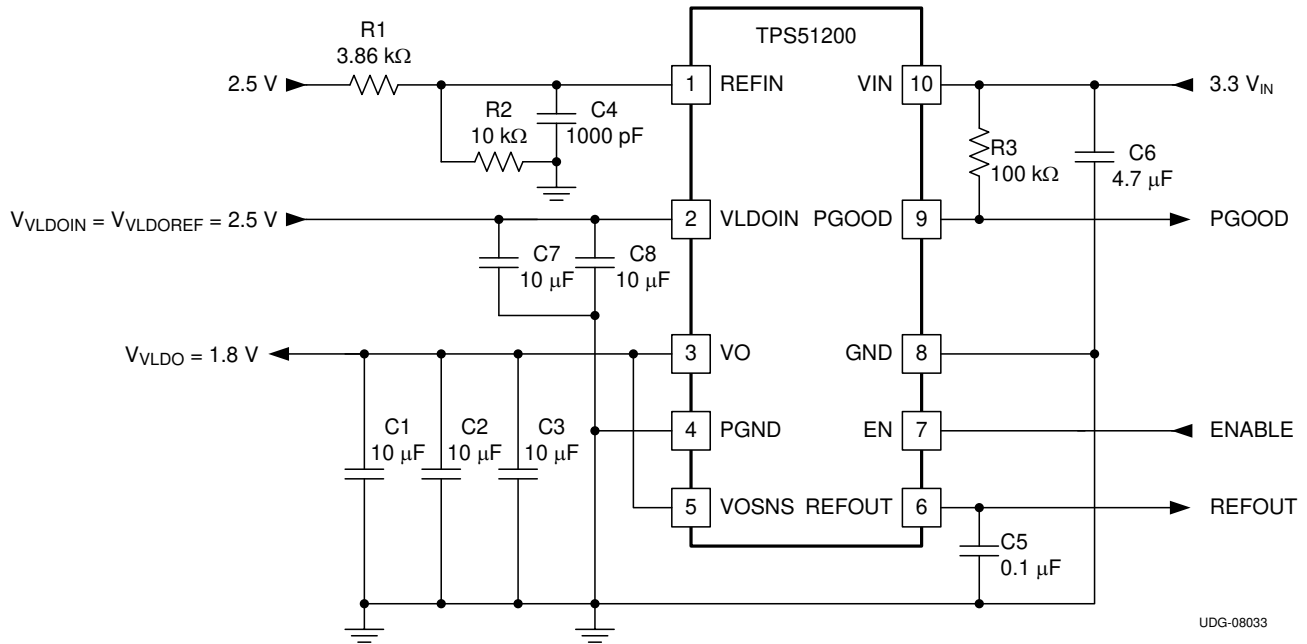 TPS51200
R1
3.86 kΩ
2.5 V
1 REFIN
VIN 10
3.3 VIN
R2
10 kΩ
C4
1000 pF
R3
100 kΩ
C6
4.7 µF
VVLDOIN = VVLDOREF = 2.5 V
2 VLDOIN
PGOOD 9
PGOOD
C7
10 µF
C8
10 µF
VVLDO = 1.8 V
3 VO
GND 8
C1
10 µF
C2
10 µF
C3
10 µF
4 PGND
EN 7
ENABLE
5 VOSNS
REFOUT 6
REFOUT
C5
0.1 µF
UDG-08033